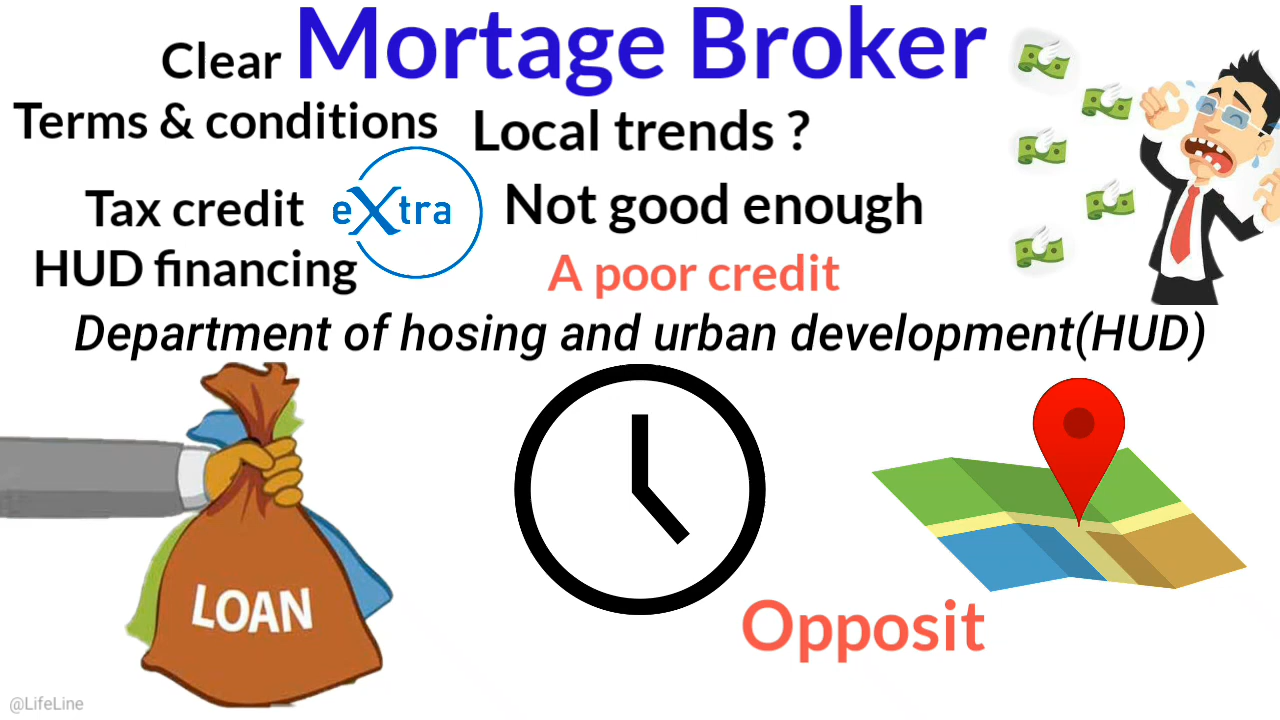 Clear Mortage Broker
Terms & conditions
Local trends ?
Tax credit
eXtra
Not good enough
HUD financing
A poor credit
Department of hosing and urban development(HUD)
LOAN
Opposit
@LifeLine